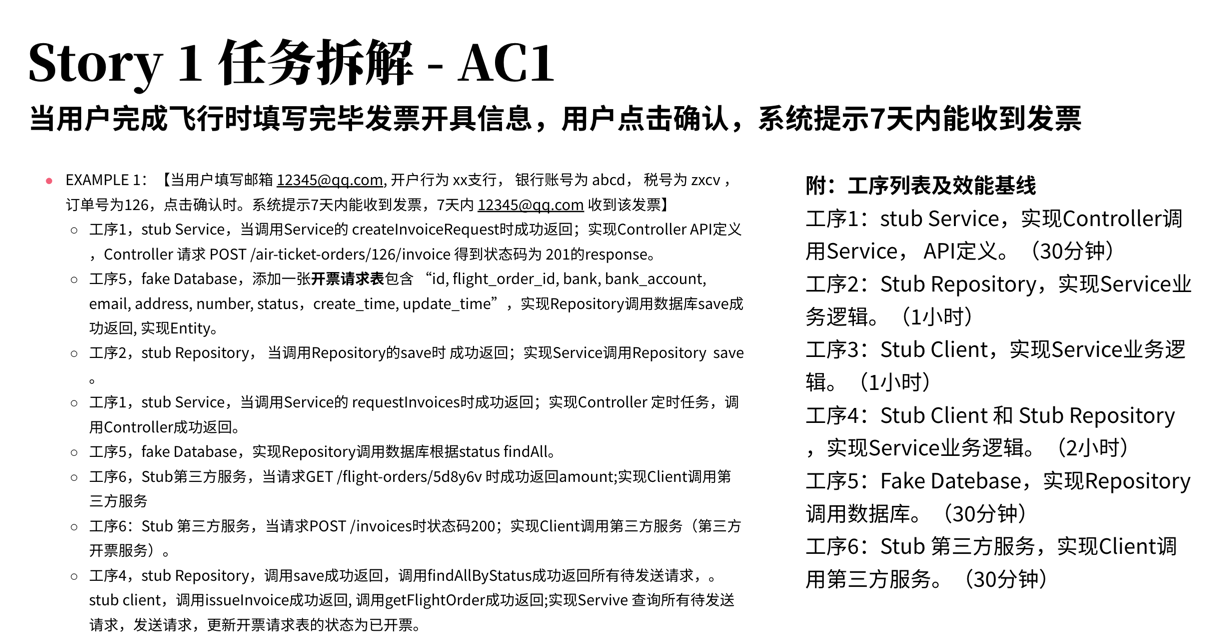 Story 1 任务拆解 - AC1
当用户完成飞行时填写完毕发票开具信息，用户点击确认，系统提示7天内能收到发票
● EXAMPLE 1：【当用户填写邮箱 12345@qq.com, 开户行为 xx支行， 银行账号为 abcd， 税号为 zxcv ，
订单号为126，点击确认时。系统提示7天内能收到发票，7天内 12345@qq.com 收到该发票】
○ 工序1，stub Service，当调用Service的 createInvoiceRequest时成功返回；实现Controller API定义
，Controller 请求 POST /air-ticket-orders/126/invoice 得到状态码为 201的response。
○ 工序5，fake Database，添加一张开票请求表包含 “id, flight_order_id, bank, bank_account,
email, address, number, status，create_time, update_time” ，实现Repository调用数据库save成
功返回, 实现Entity。
○ 工序2，stub Repository， 当调用Repository的save时 成功返回；实现Service调用Repository save
。
○ 工序1，stub Service，当调用Service的 requestInvoices时成功返回；实现Controller 定时任务，调
用Controller成功返回。
○ 工序5，fake Database，实现Repository调用数据库根据status findAll。
○ 工序6，Stub第三方服务，当请求GET /flight-orders/5d8y6v 时成功返回amount;实现Client调用第
三方服务
○ 工序6：Stub 第三方服务，当请求POST /invoices时状态码200；实现Client调用第三方服务（第三方
开票服务）。
○ 工序4，stub Repository，调用save成功返回，调用findAllByStatus成功返回所有待发送请求，。
stub client，调用issueInvoice成功返回, 调用getFlightOrder成功返回;实现Servive 查询所有待发送
请求，发送请求，更新开票请求表的状态为已开票。
附：工序列表及效能基线
工序1：stub Service，实现Controller调
用Service， API定义。（30分钟）
工序2：Stub Repository，实现Service业
务逻辑。（1小时）
工序3：Stub Client，实现Service业务逻
辑。（1小时）
工序4：Stub Client 和 Stub Repository
，实现Service业务逻辑。（2小时）
工序5：Fake Datebase，实现Repository
调用数据库。（30分钟）
工序6：Stub 第三方服务，实现Client调
用第三方服务。（30分钟）